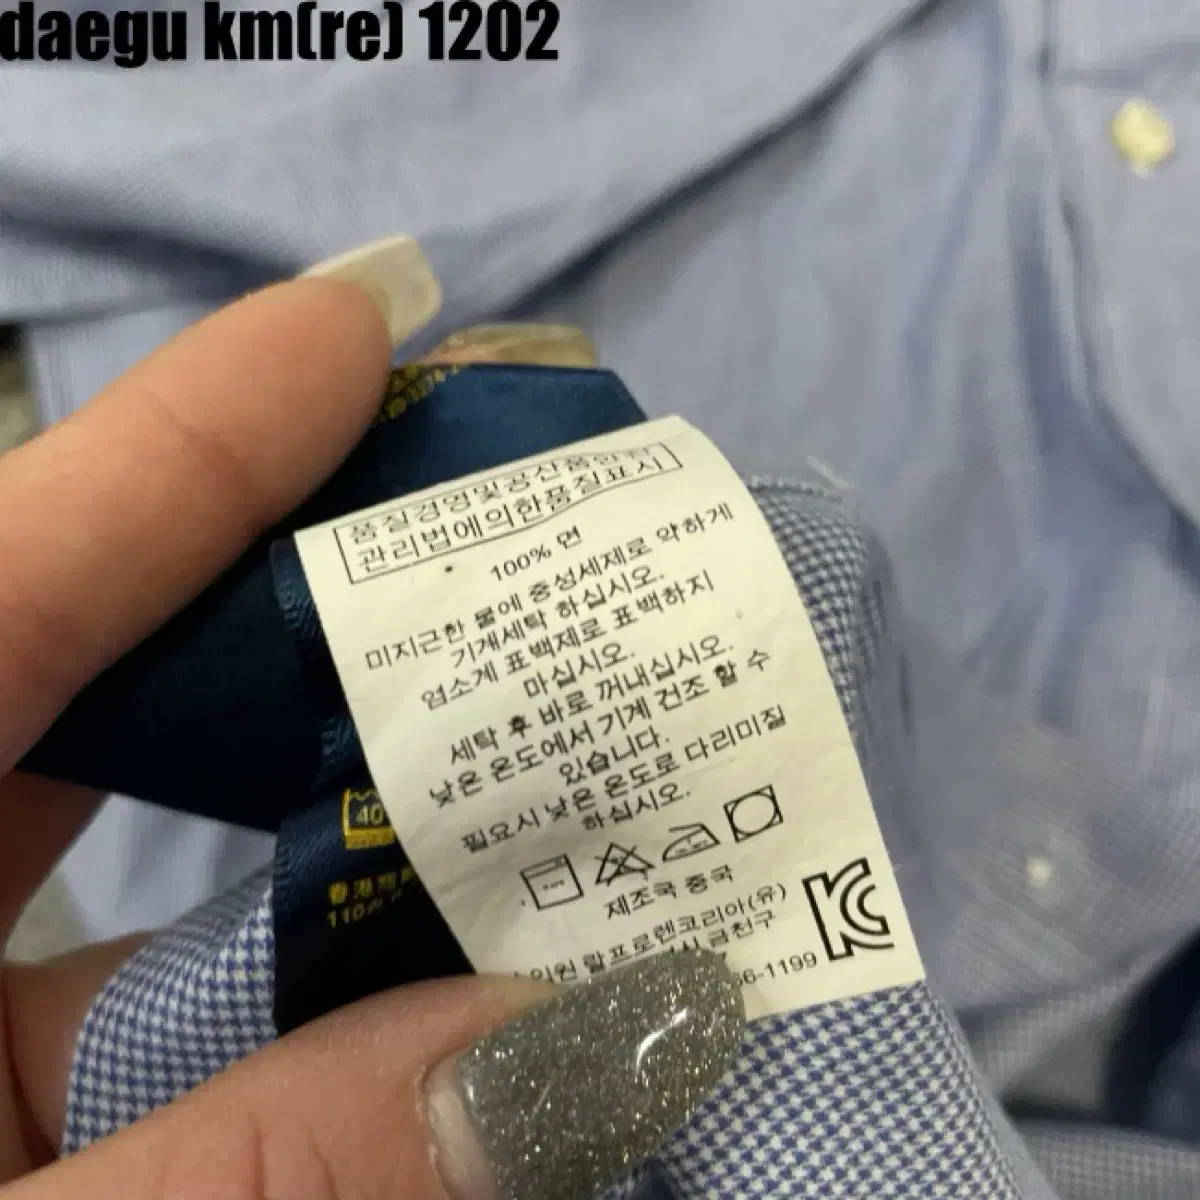 daegu km(re) 1202
품질경영및공산품안전
관리법에의한품질표시
100% 면
미지근한 물에 중성세제로 약하게
기계세탁 하십시오.
염소계 표백제로 표백하지
마십시오.
세탁 후 바로 꺼내십시오.
낮은 온도에서 기계 건조 할 수
있습니다.
필요시 낮은 온도로 다리미질
하십시오.
제조국 중국
랄프로렌코리아(유)
금천구
66-1199
40